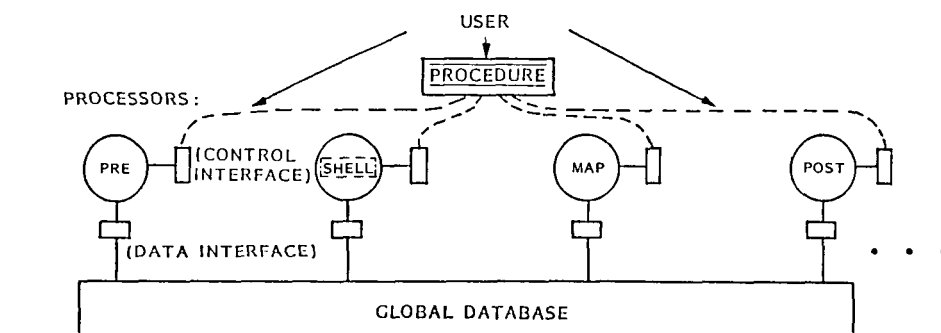 USER
PROCEDURE
PROCESSORS:
PRE
(CONTROL
INTERFACE)
SHELL
MAP
POST
(DATA INTERFACE)
GLOBAL DATABASE